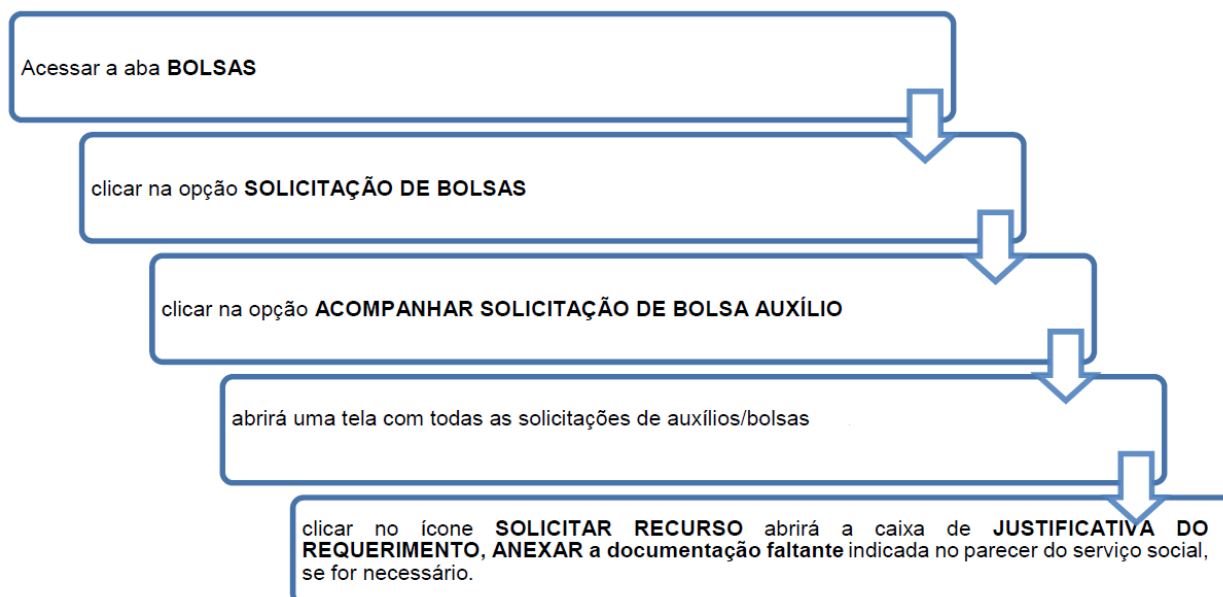 Acessar a aba BOLSAS
clicar na opção SOLICITAÇÃO DE BOLSAS
clicar na opção ACOMPANHAR SOLICITAÇÃO DE BOLSA AUXÍLIO
abrirá uma tela com todas as solicitações de auxílios/bolsas
clicar no ícone SOLICITAR RECURSO abrirá a caixa de JUSTIFICATIVA DO
REQUERIMENTO, ANEXAR a documentação faltante indicada no parecer do serviço social,
se for necessário.